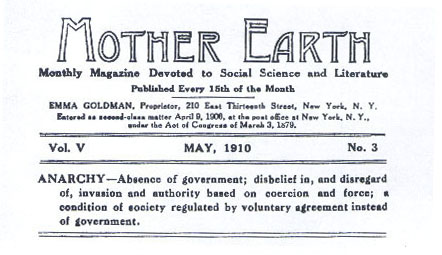 MOTHER EARTH
Monthly Magazine Devoted to Social Science and Literature
Published Every 15th of the Month
EMMA GOLDMAN, Proprietor, 210 East Thirteenth Street, New York, N. Y.
Entered as second-class matter April 9, 1906, at the post office at New York, N. Y.,
under the Act of Congress of March 3, 1879.
Vol. V MAY, 1910 No. 3
ANARCHY—Absence of government; disbelief in, and disregard
of, invasion and authority based on coercion and force; a
condition of society regulated by voluntary agreement instead
of government.